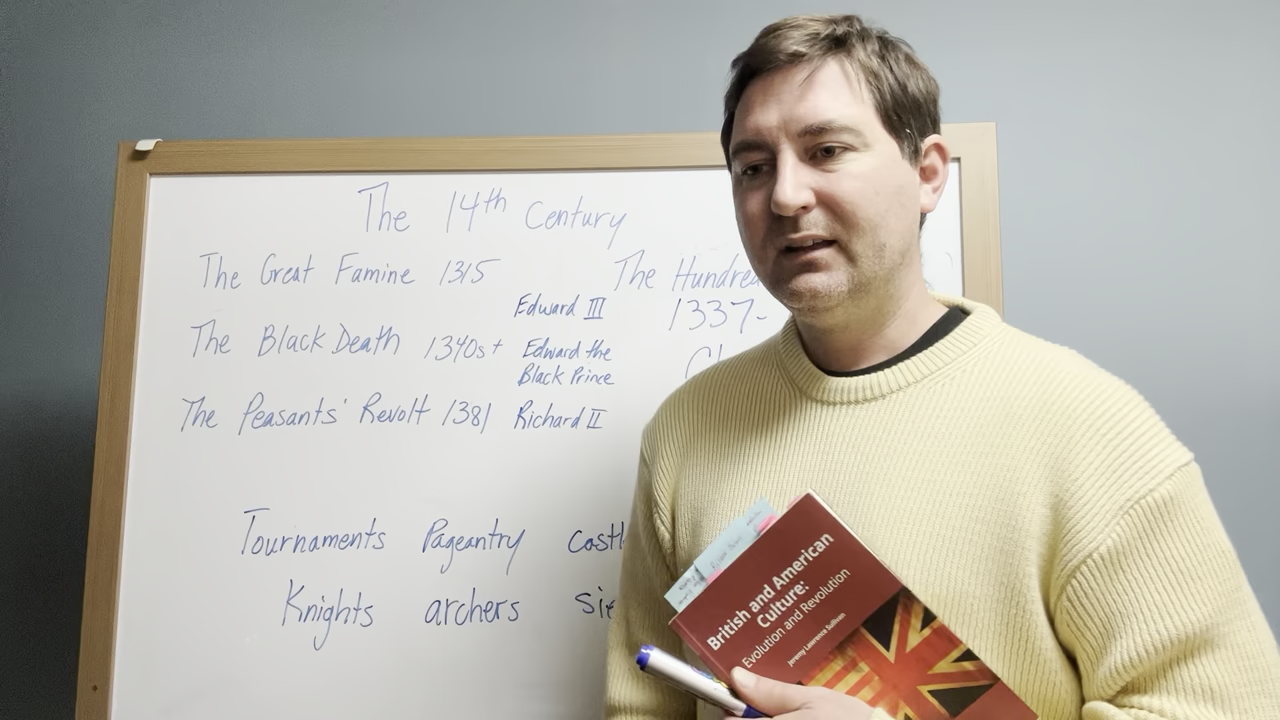 The 14th Century
The Great Famine 1315
The Hundred
1337-
Edward III
The Black Death 1340s+
Edward the
Black Prince
The Peasants' Revolt 1381
Richard II
Tournaments Pageantry
Knights archers
British and American
Culture:
Evolution and Revolution
Jeremy Lawrence Sullivan